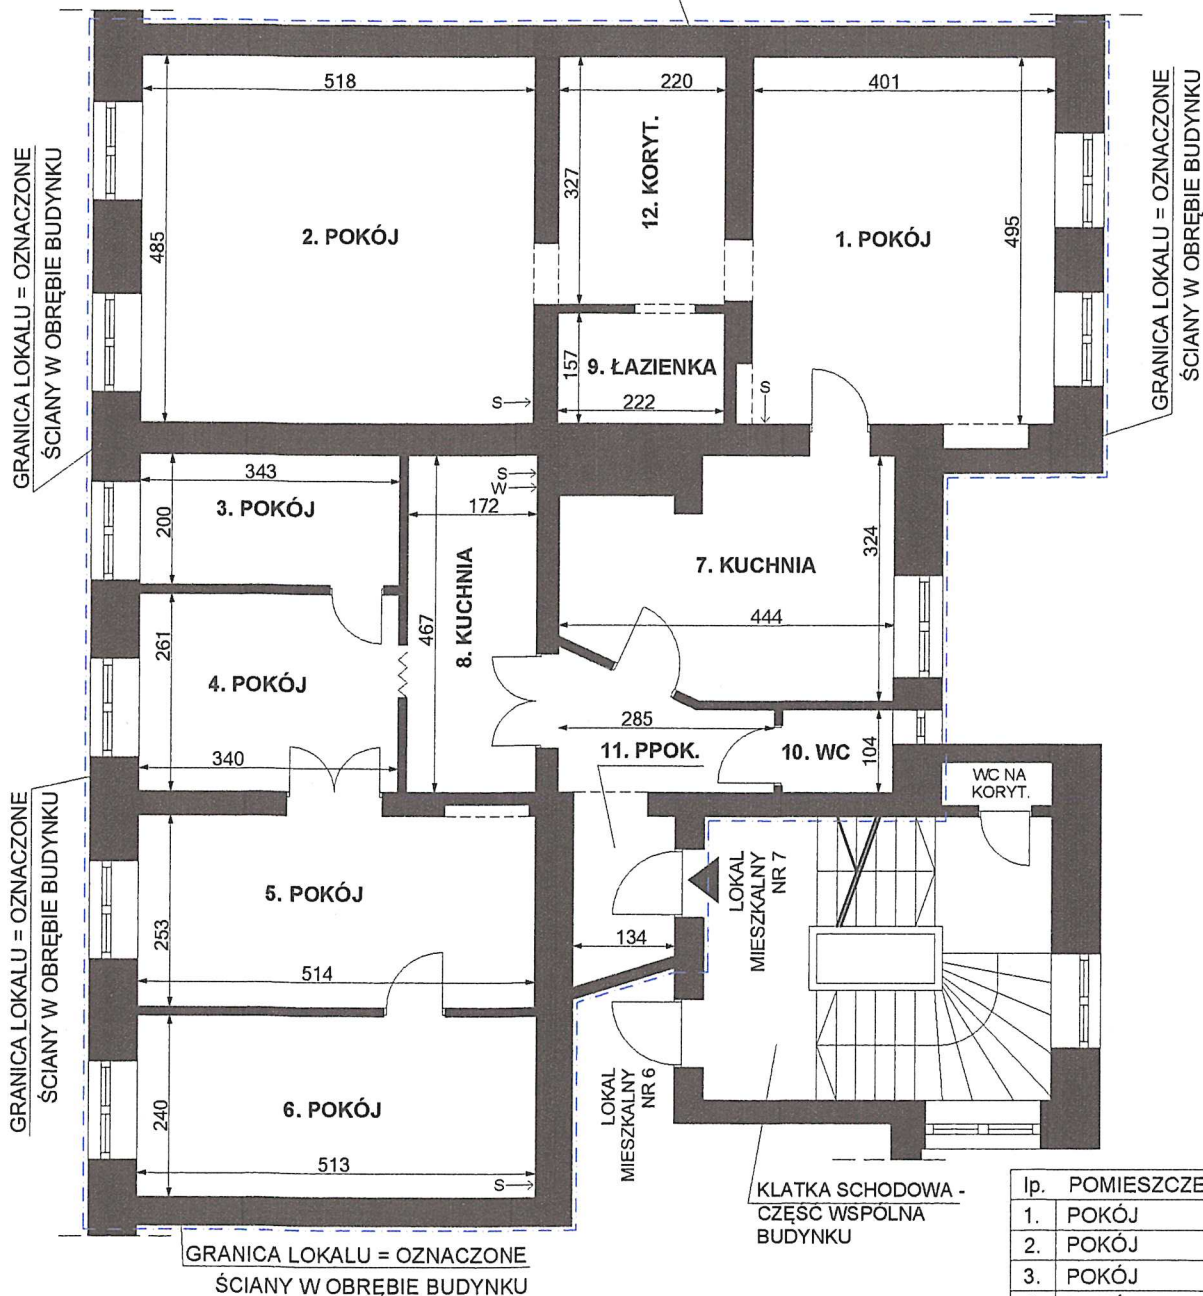 518
220
401
GRANICA LOKALU = OZNACZONE
ŚCIANY W OBRĘBIE BUDYNKU
485
2. POKÓJ
327
12. KORYT.
1. POKÓJ
495
GRANICA LOKALU = OZNACZONE
ŚCIANY W OBRĘBIE BUDYNKU
157
9. ŁAZIENKA
222
S
S
343
3. POKÓJ
200
S
W
172
8. KUCHNIA
467
7. KUCHNIA
324
444
261
4. POKÓJ
340
285
11. PPOK.
10. WC
104
WC NA
KORYT.
GRANICA LOKALU = OZNACZONE
ŚCIANY W OBRĘBIE BUDYNKU
5. POKÓJ
253
514
134
LOKAL
MIESZKALNY
NR 7
6. POKÓJ
240
513
S
LOKAL
MIESZKALNY
NR 6
KLATKA SCHODOWA -
CZĘŚĆ WSPÓLNA
BUDYNKU
GRANICA LOKALU = OZNACZONE
ŚCIANY W OBRĘBIE BUDYNKU
lp. POMIESZCZE
1. POKÓJ
2. POKÓJ
3. POKÓJ